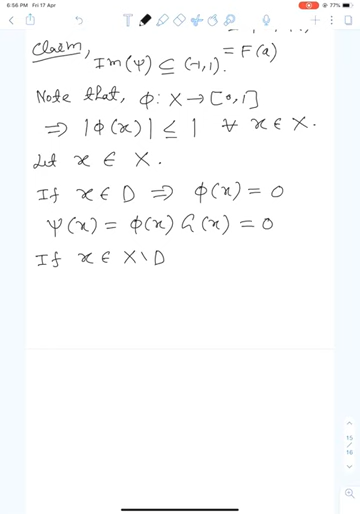 6:56 PM Fri 17 Apr
77%
Claim,
= F(a)
Im(Ψ) ⊆ (-1,1).
Note that, φ: X → [0,1]
⇒ |φ(x)| ≤ 1 ∀ x ∈ X.
Let x ∈ X.
If x ∈ D ⇒ φ(x) = 0
Ψ(x) = φ(x) G(x) = 0
If x ∈ X\D
15
/
16